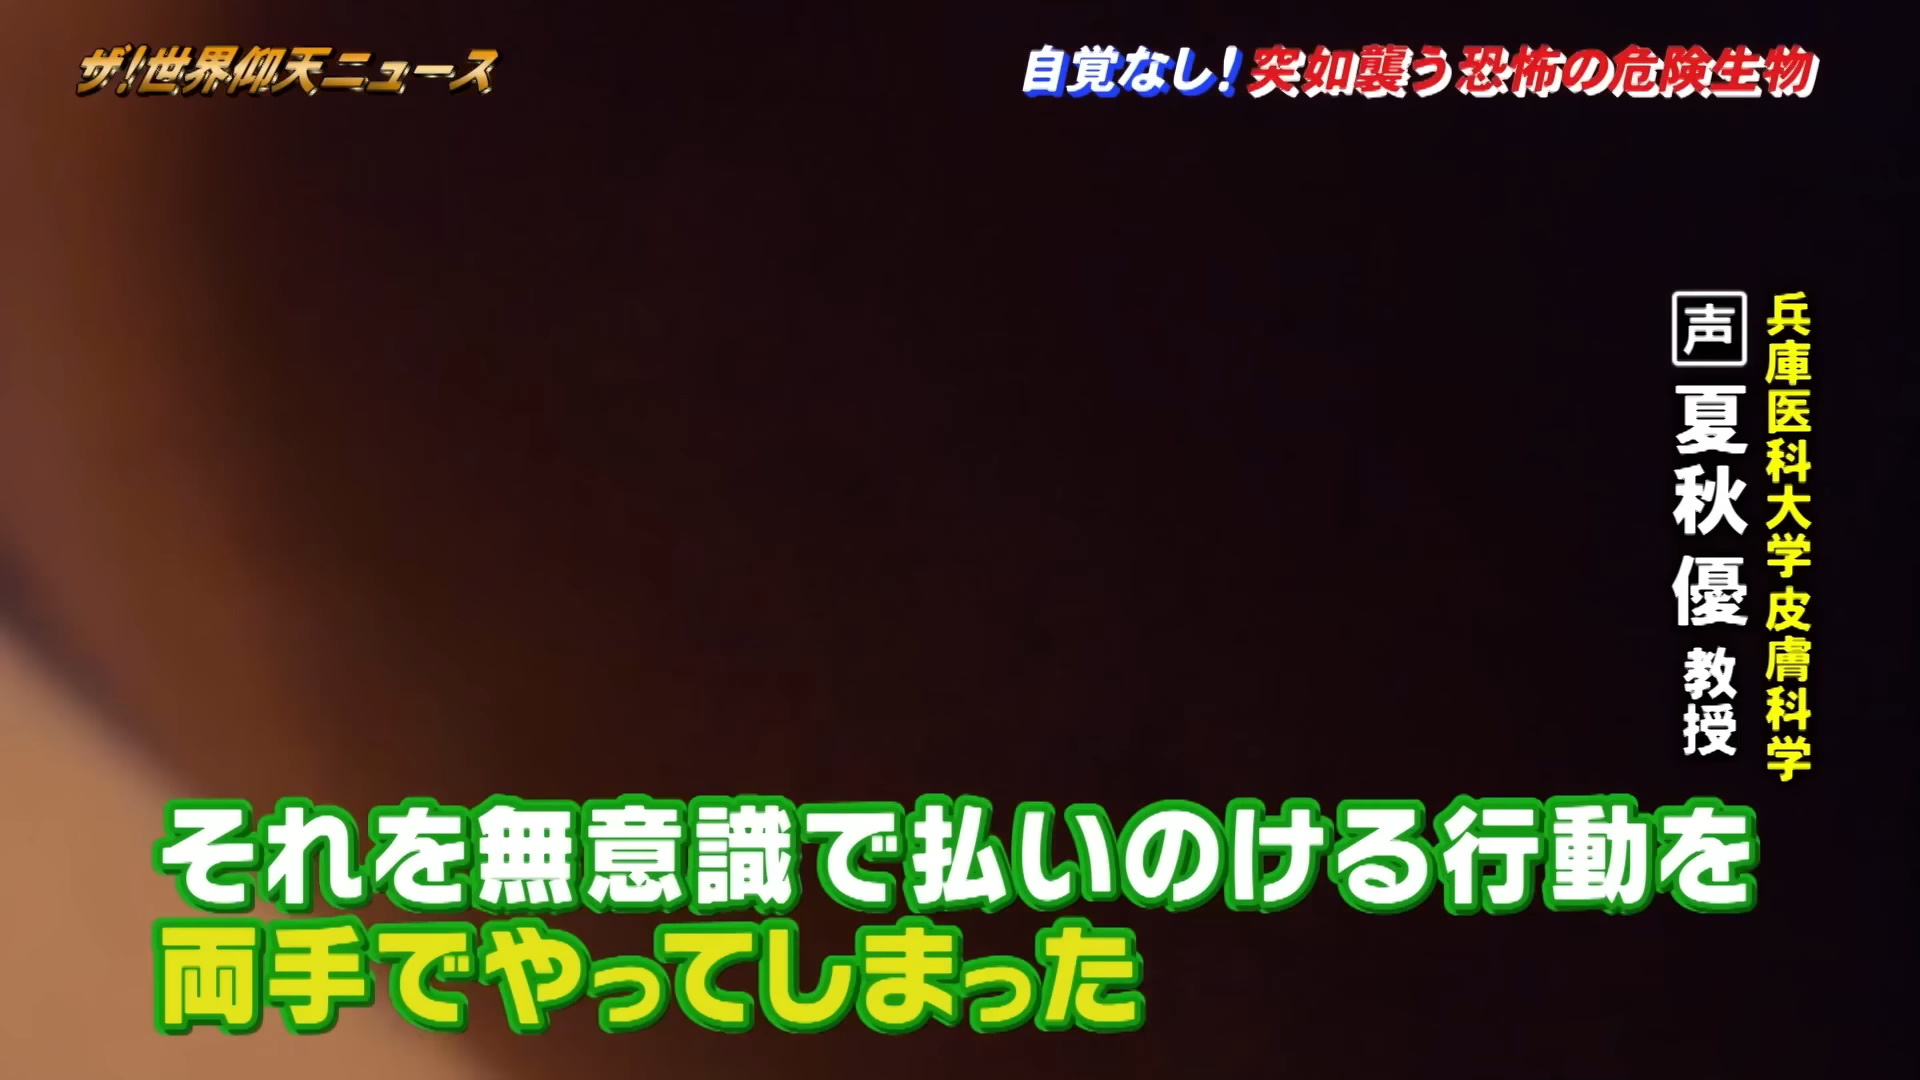 ザ!世界仰天ニュース
自覚なし!突如襲う恐怖の危険生物
兵庫医科大学 皮膚科学
声 夏秋 優 教授
それを無意識で払いのける行動を
両手でやってしまった